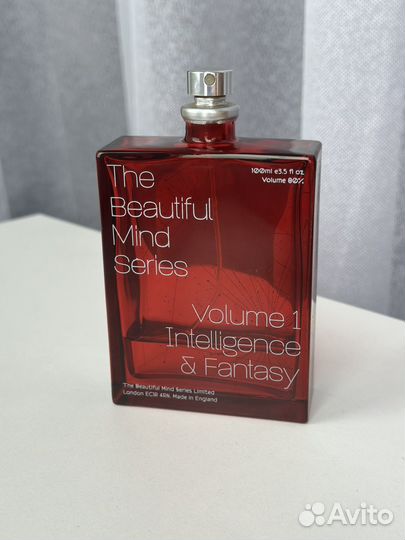 100ml e3.5 fl oz.
Volume 80%
The
Beautiful
Mind
Series
Volume 1
Intelligence
& Fantasy
The Beautiful Mind Series Limited
London EC1R 4RN. Made in England
Avito